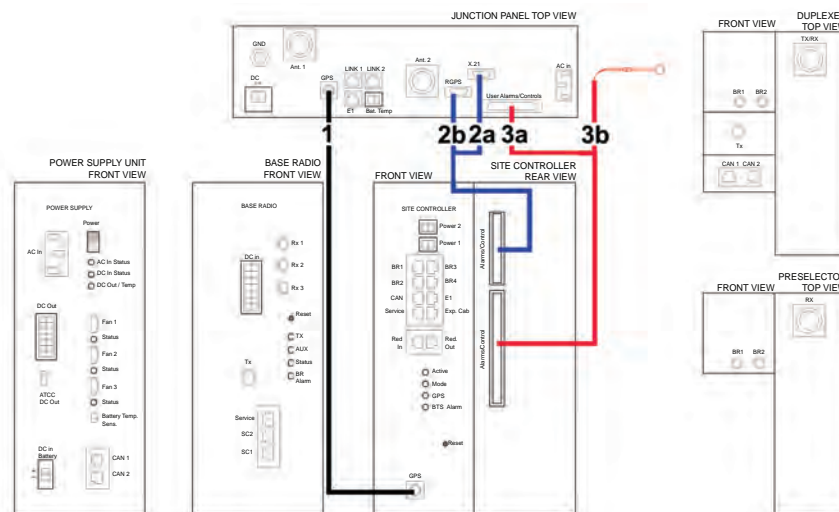 JUNCTION PANEL TOP VIEW
GND
Ant. 1
DC
GPS
LINK 1 LINK 2
E1 Bat. Temp
Ant. 2
RGPS
X.21
User Alarms/Controls
AC in
1
2b 2a 3a 3b
FRONT VIEW
DUPLEXE
TOP VIEW
TX/RX
BR1 BR2
Tx
CAN 1 CAN 2
POWER SUPPLY UNIT
FRONT VIEW
POWER SUPPLY
Power
AC In
AC In Status
DC In Status
DC Out / Temp
DC Out
Fan 1
Status
Fan 2
Status
Fan 3
Status
ATCC
DC Out
Battery Temp.
Sens.
DC in
Battery
CAN 1
CAN 2
BASE RADIO
FRONT VIEW
BASE RADIO
DC in
Rx 1
Rx 2
Rx 3
Reset
TX
AUX
Status
BR
Alarm
Tx
Service
SC2
SC1
FRONT VIEW
SITE CONTROLLER
REAR VIEW
SITE CONTROLLER
Power 2
Power 1
BR1 BR3
BR2 BR4
CAN E1
Service Exp. Cab
Red
In
Red.
Out
Active
Mode
GPS
BTS Alarm
Reset
GPS
Alarms/Control
Alarms/Control
FRONT VIEW
PRESELECTO
TOP VIEW
RX
BR1 BR2